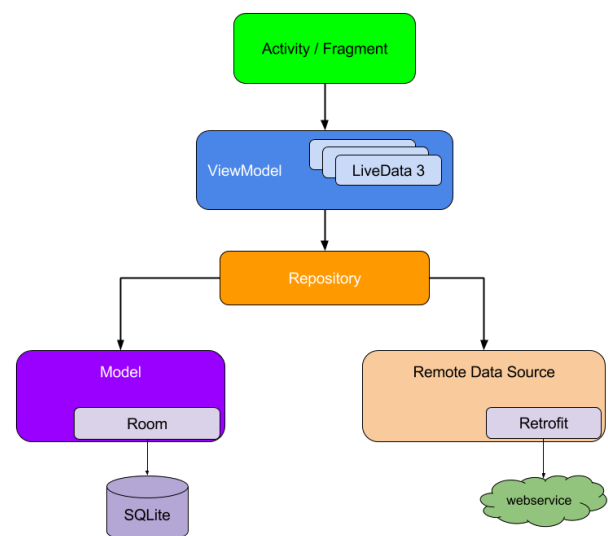 Activity / Fragment
ViewModel
LiveData 3
Repository
Model
Remote Data Source
Room
Retrofit
SQLite
webservice